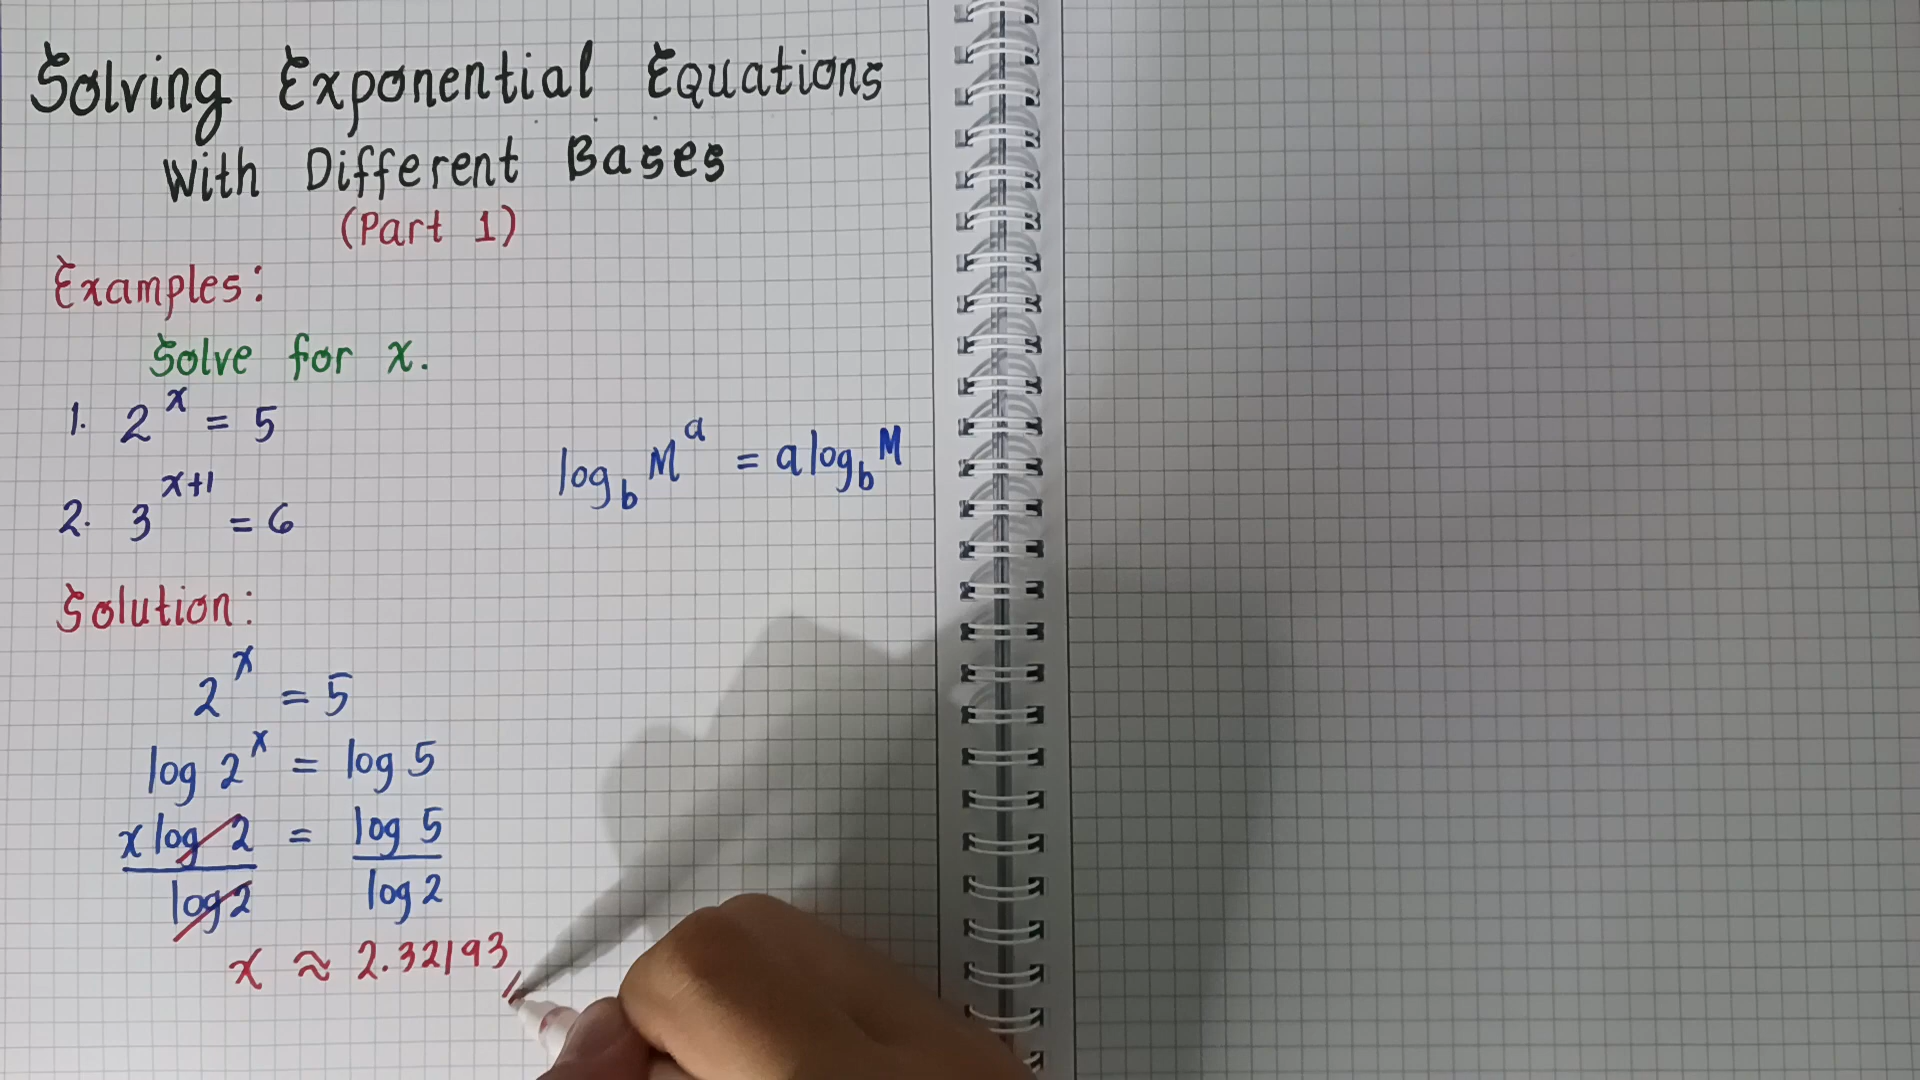 Solving Exponential Equations
With Different Bases
(Part 1)
Examples:
Solve for x.
1. 2^x = 5
2. 3^(x+1) = 6
log_b M^a = a log_b M
Solution:
2^x = 5
log 2^x = log 5
x log 2 = log 5
log 2 log 2
x ≈ 2.32193